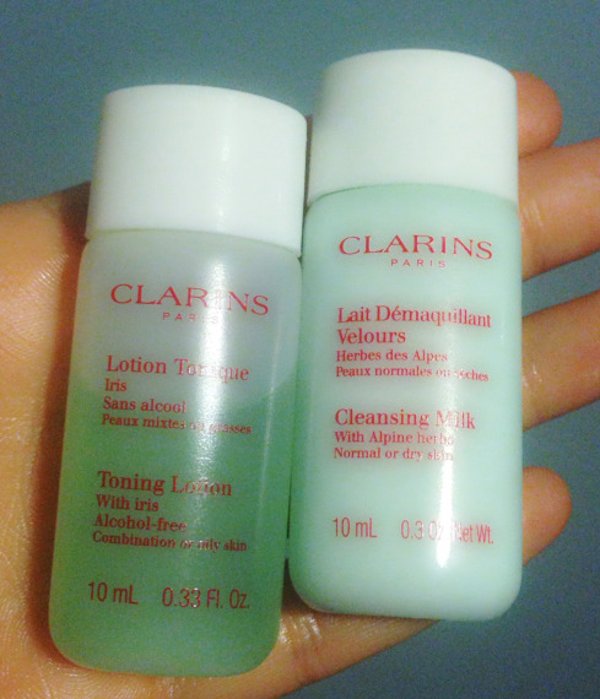 CLARINS
PARIS
Lotion Tonique
Iris
Sans alcool
Peaux mixtes ou grasses
Toning Lotion
With iris
Alcohol-free
Combination or oily skin
10 mL 0.33 Fl. Oz.
CLARINS
PARIS
Lait Démaquillant
Velours
Herbes des Alpes
Peaux normales ou sèches
Cleansing Milk
With Alpine herbs
Normal or dry skin
10 mL Net Wt.